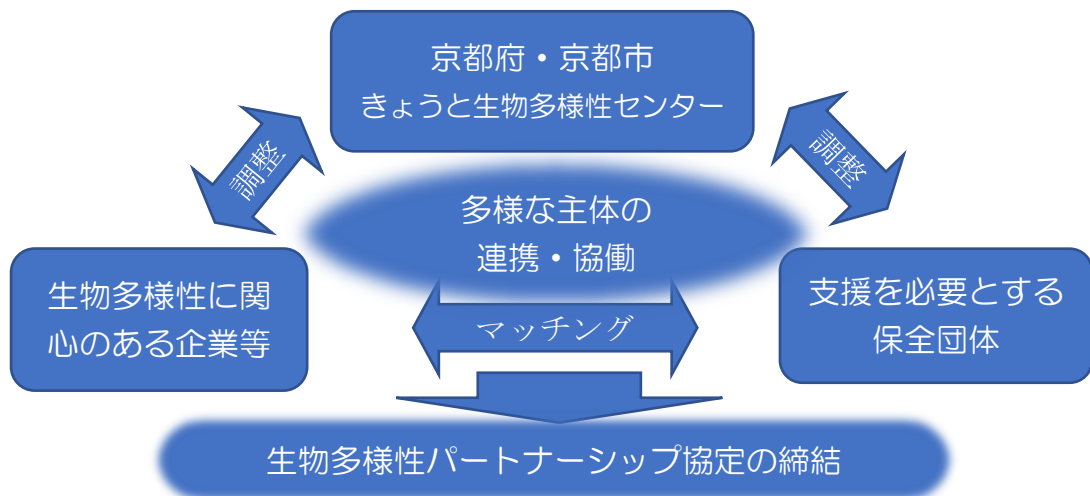 京都府・京都市
きょうと生物多様性センター
調整
調整
多様な主体の
連携・協働
生物多様性に関
心のある企業等
支援を必要とする
保全団体
マッチング
生物多様性パートナーシップ協定の締結